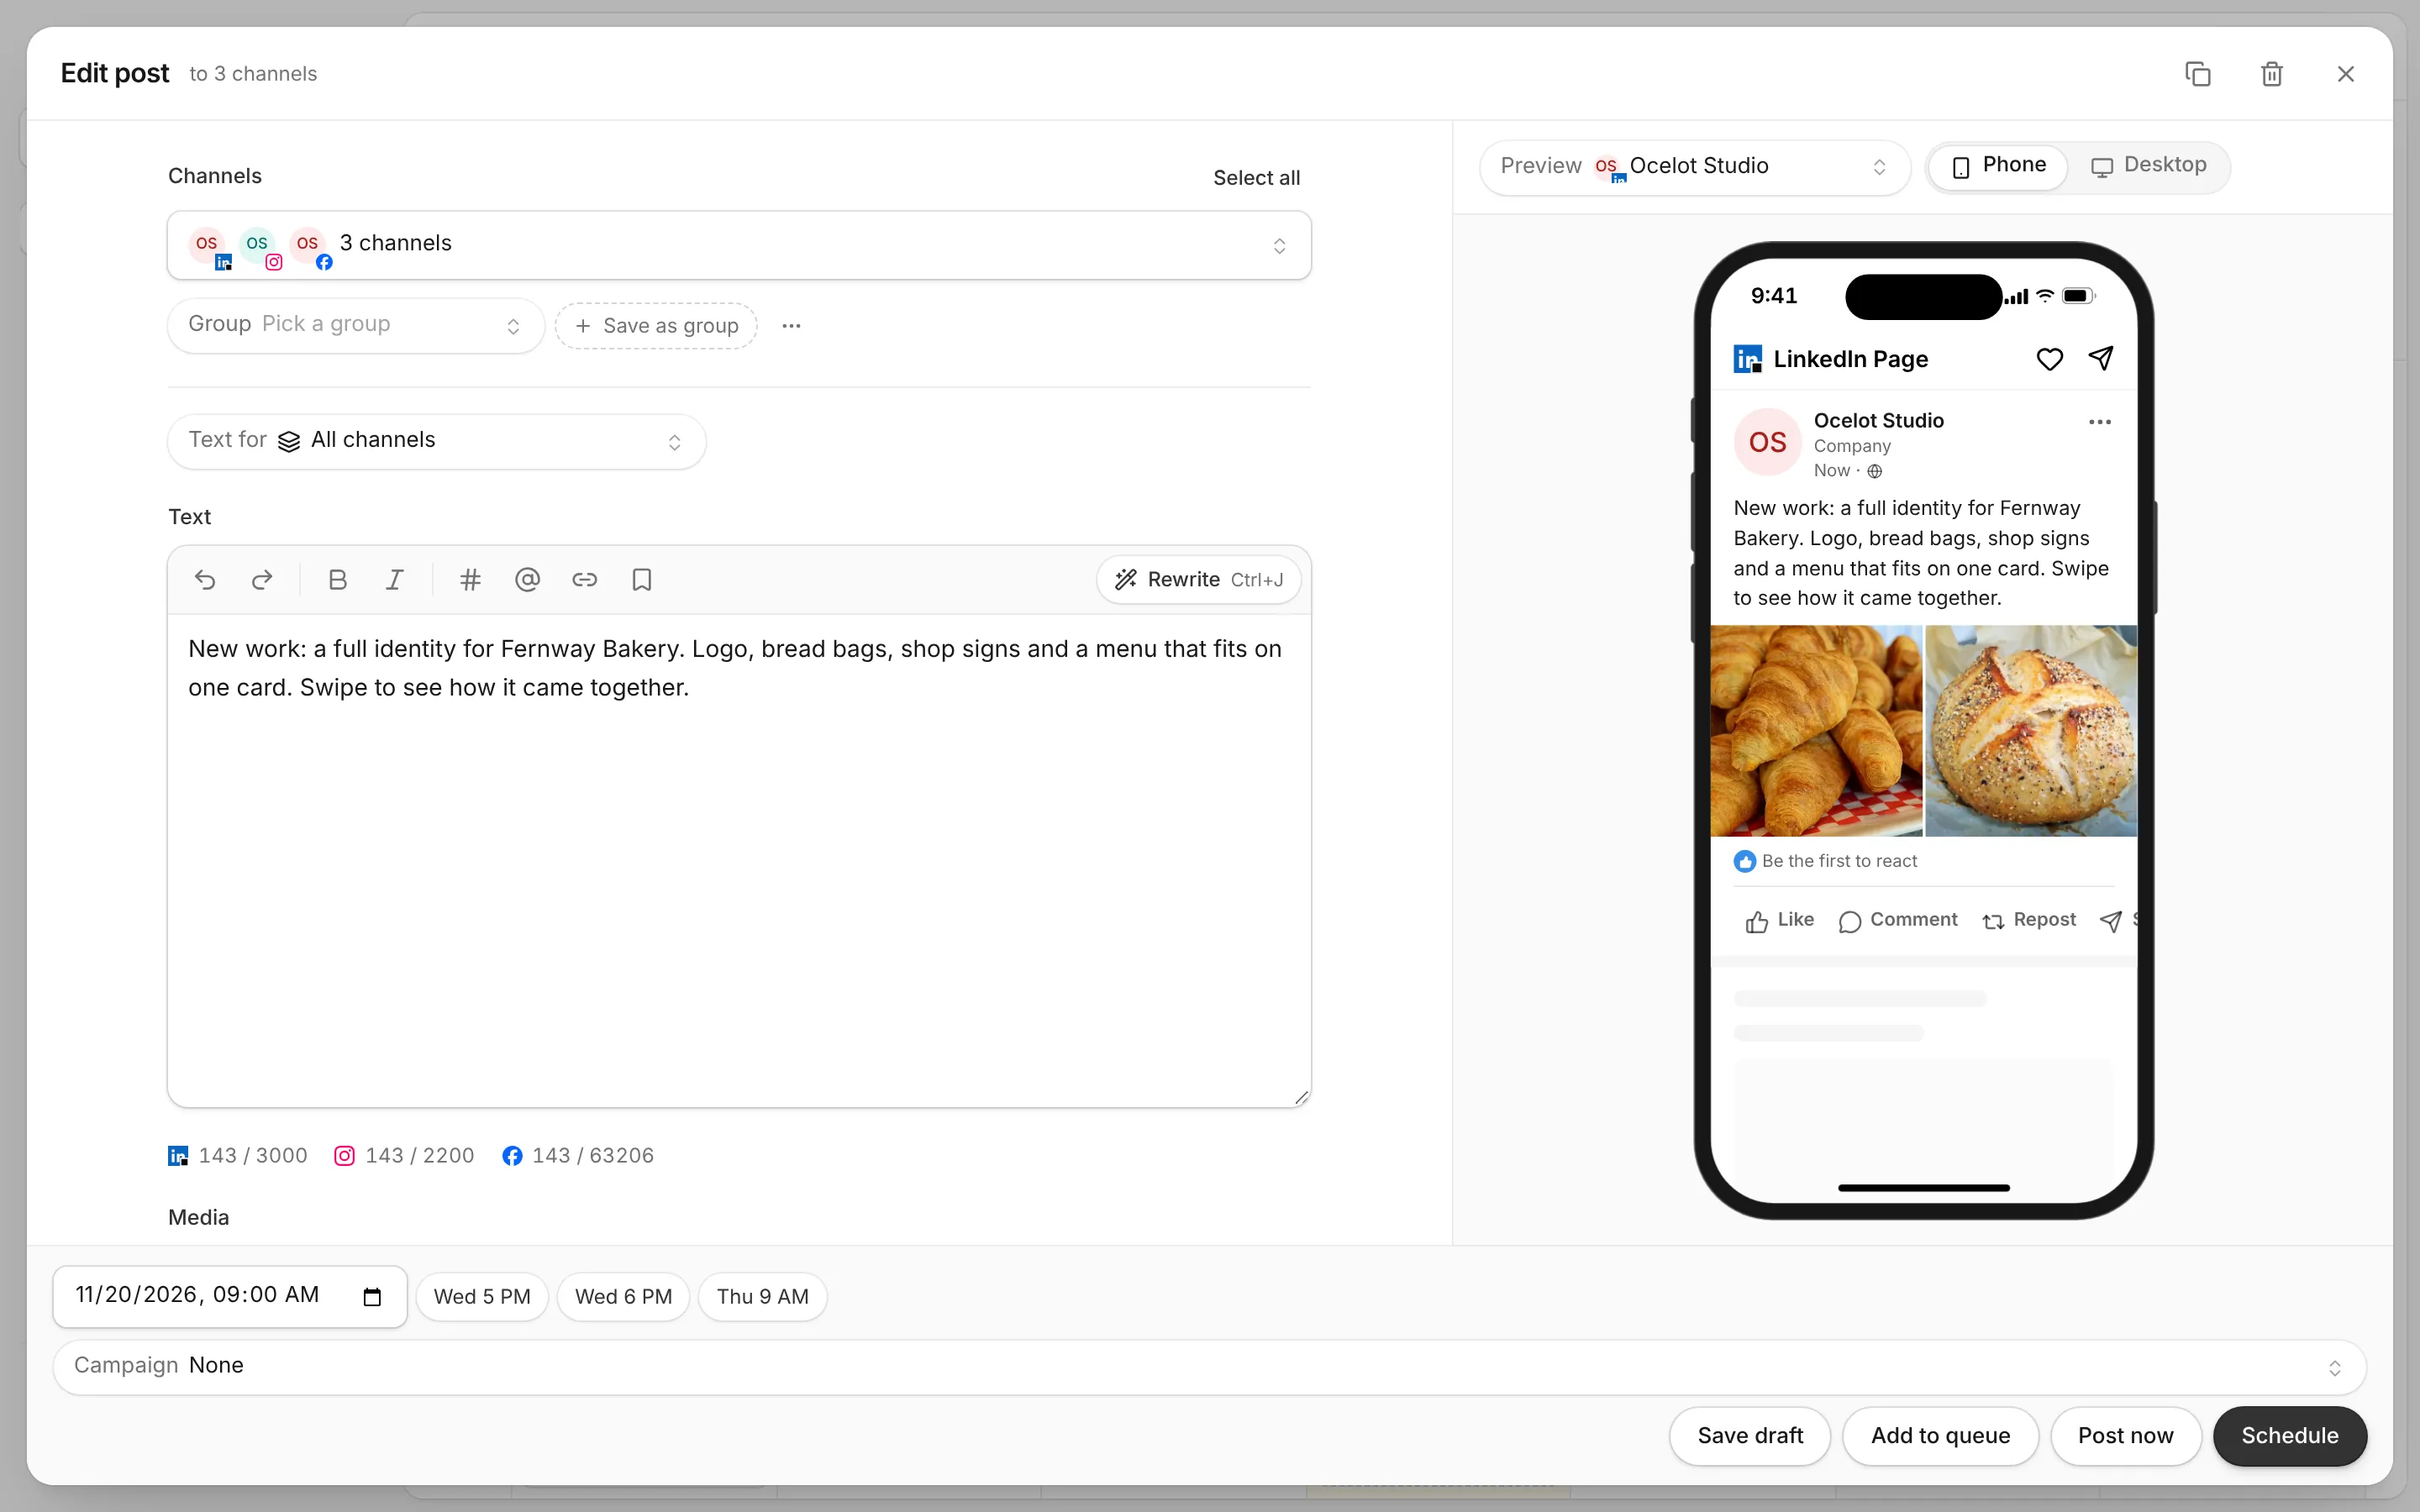 Edit post to 3 channels
Channels
Select all
OS OS OS 3 channels
Group Pick a group
Save as group
Text for All channels
Text
Rewrite Ctrl+J
New work: a full identity for Fernway Bakery. Logo, bread bags, shop signs and a menu that fits on
one card. Swipe to see how it came together.
143 / 3000 143 / 2200 143 / 63206
Media
Preview OS Ocelot Studio
Phone
Desktop
9:41
in LinkedIn Page
OS
Ocelot Studio
Company
Now ·
New work: a full identity for Fernway
Bakery. Logo, bread bags, shop signs
and a menu that fits on one card. Swipe
to see how it came together.
Be the first to react
Like Comment Repost
11/20/2026, 09:00 AM
Wed 5 PM
Wed 6 PM
Thu 9 AM
Campaign None
Save draft
Add to queue
Post now
Schedule